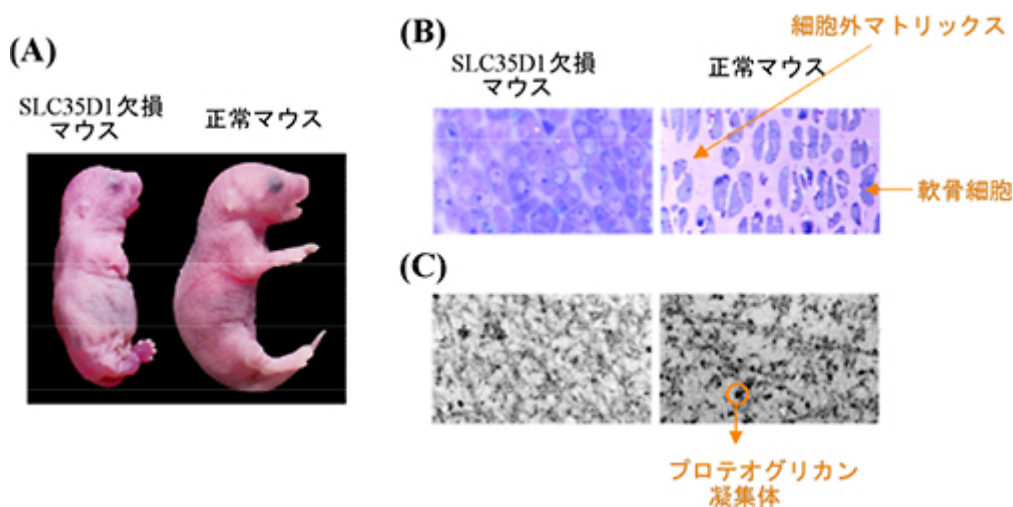 (A)
SLC35D1欠損
マウス
正常マウス
(B)
SLC35D1欠損
マウス
正常マウス
細胞外マトリックス
軟骨細胞
(C)
プロテオグリカン
凝集体